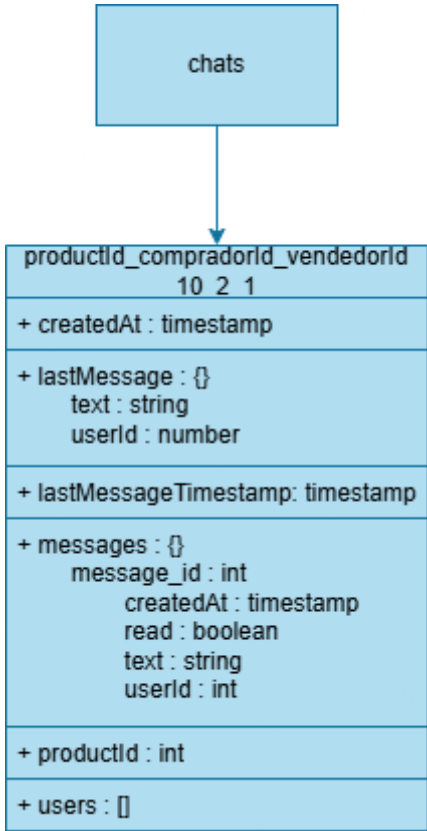 chats
productId_compradorId_vendedorId
10_2_1
+ createdAt : timestamp
+ lastMessage : {}
text : string
userId : number
+ lastMessageTimestamp: timestamp
+ messages : {}
message_id : int
createdAt : timestamp
read : boolean
text : string
userId : int
+ productId : int
+ users : []